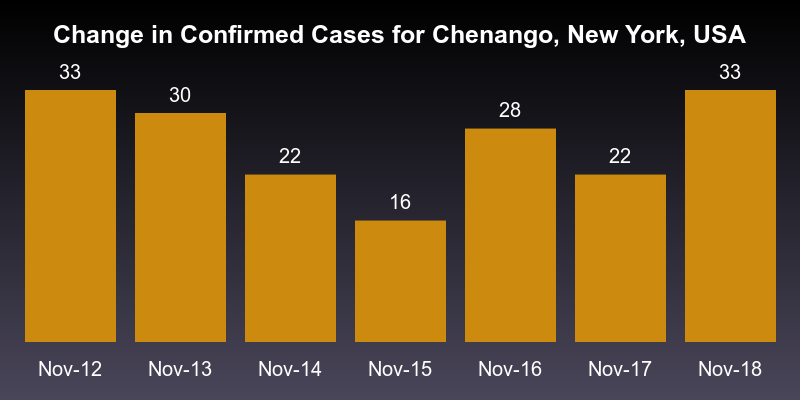 Change in Confirmed Cases for Chenango, New York, USA
33
30
22
16
28
22
33
Nov-12
Nov-13
Nov-14
Nov-15
Nov-16
Nov-17
Nov-18